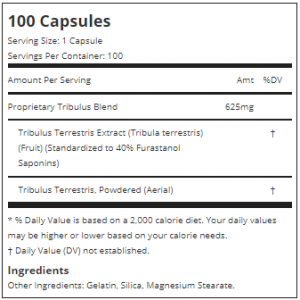 100 Capsules
Serving Size: 1 Capsule
Servings Per Container: 100
Amount Per Serving Amt %DV
Proprietary Tribulus Blend 625mg
Tribulus Terrestris Extract (Tribula terrestris) †
(Fruit) (Standardized to 40% Furastanol
Saponins)
Tribulus Terrestris, Powdered (Aerial) †
* % Daily Value is based on a 2,000 calorie diet. Your daily values
may be higher or lower based on your calorie needs.
† Daily Value (DV) not established.
Ingredients
Other Ingredients: Gelatin, Silica, Magnesium Stearate.